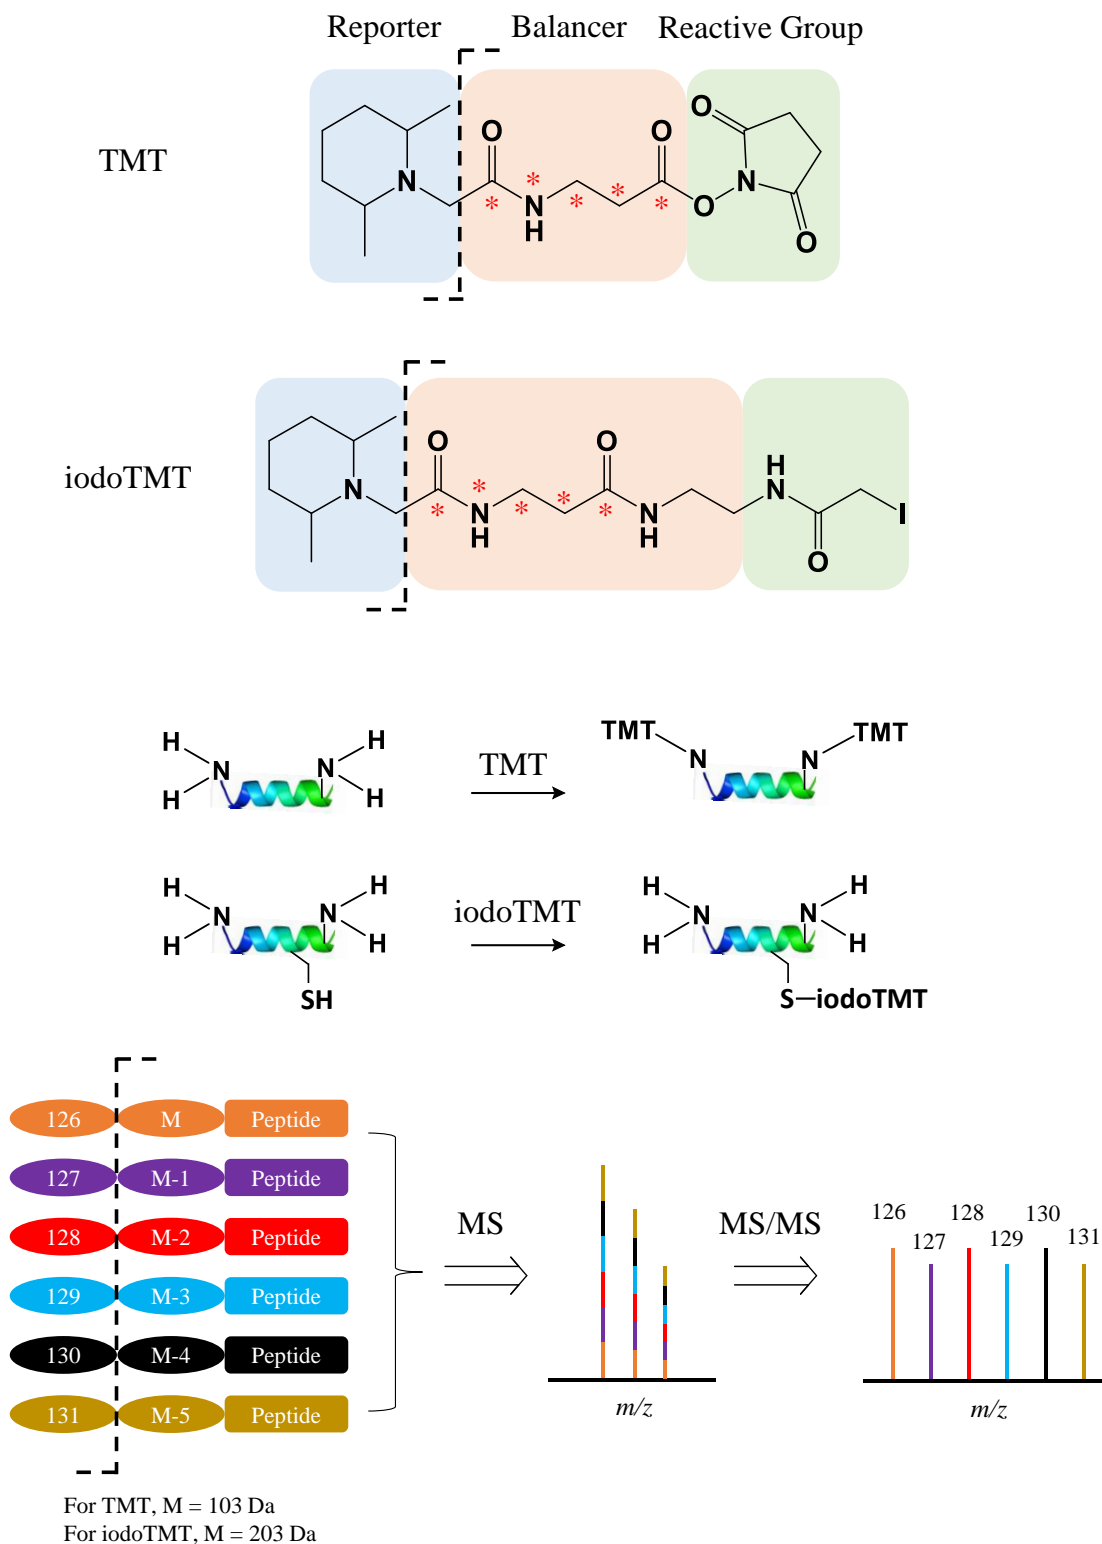 Reporter Balancer Reactive Group
TMT
O O O
* N
N * * * * O N
H O
iodoTMT
O O H
N
N * * * * * N I
N H O
H
H H TMT TMT
N N TMT N N
H H
H H iodoTMT H H
N N N N
H H H H
SH S—iodoTMT
126 M Peptide
127 M-1 Peptide
128 M-2 Peptide
129 M-3 Peptide
130 M-4 Peptide
131 M-5 Peptide
MS
MS/MS
126 127 128 129 130 131
m/z
m/z
For TMT, M = 103 Da
For iodoTMT, M = 203 Da